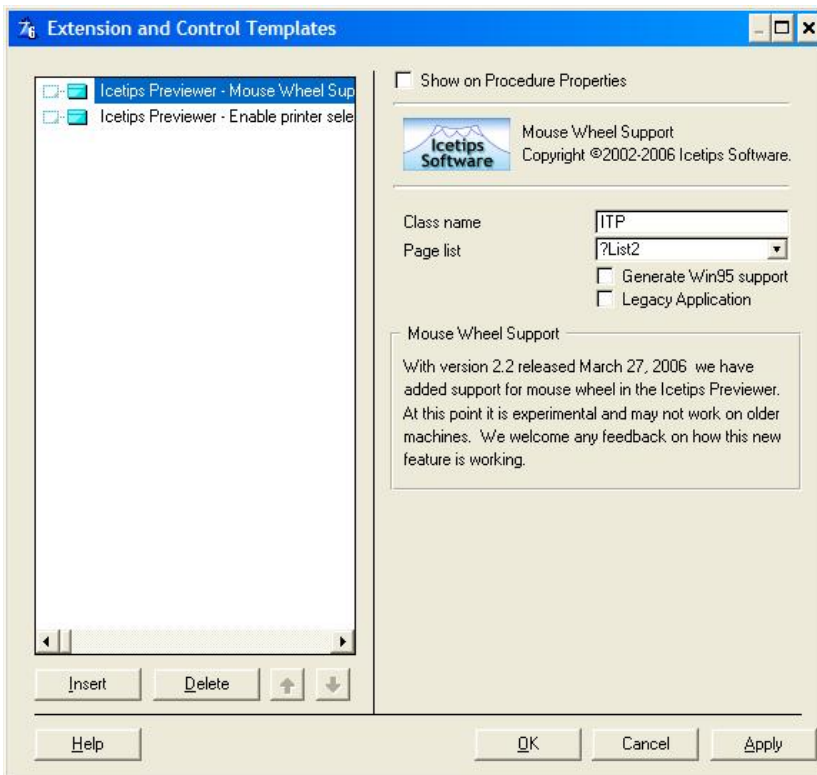 Extension and Control Templates
Icetips Previewer - Mouse Wheel Sup
Icetips Previewer - Enable printer sele
Insert
Delete
Show on Procedure Properties
Icetips
Software
Mouse Wheel Support
Copyright ©2002-2006 Icetips Software.
Class name
ITP
Page list
?List2
Generate Win95 support
Legacy Application
Mouse Wheel Support
With version 2.2 released March 27, 2006 we have
added support for mouse wheel in the Icetips Previewer.
At this point it is experimental and may not work on older
machines. We welcome any feedback on how this new
feature is working.
Help
OK
Cancel
Apply